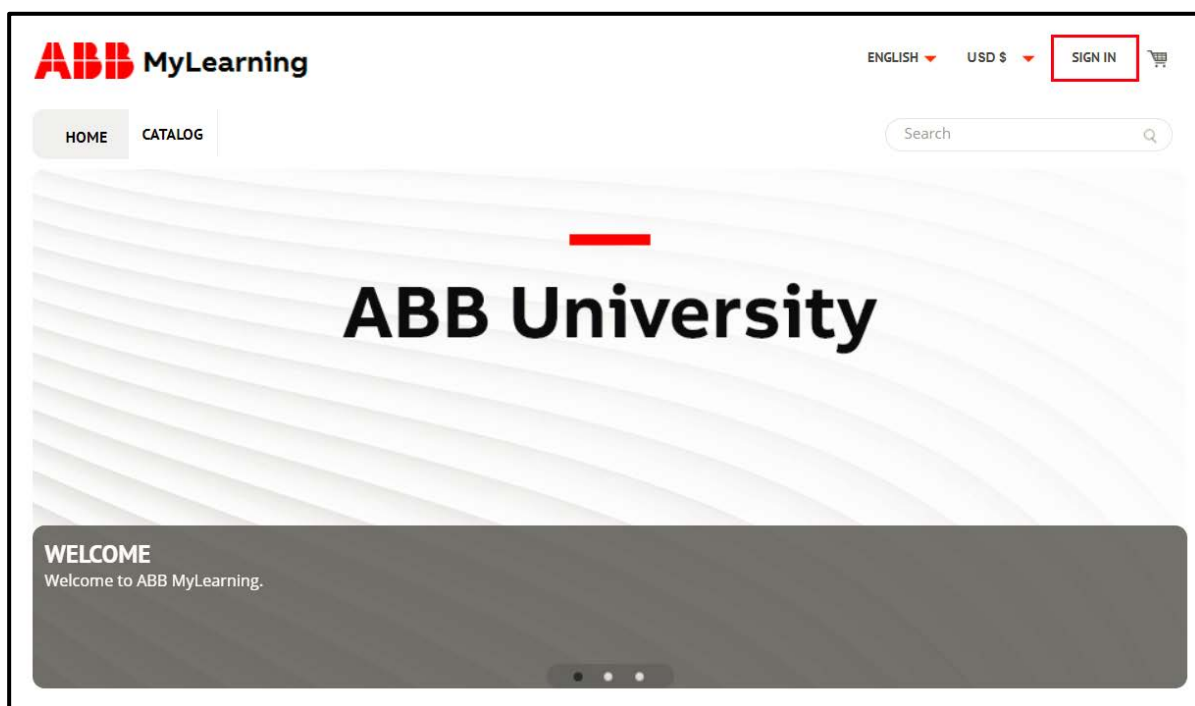 ABB MyLearning
ENGLISH USD $ SIGN IN
HOME CATALOG Search
ABB University
WELCOME
Welcome to ABB MyLearning.